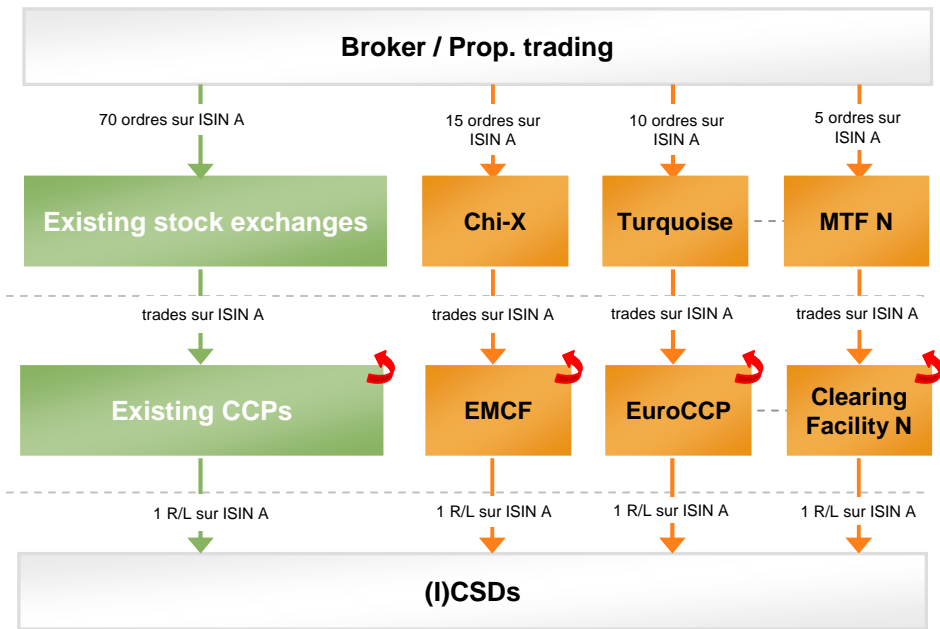 Broker / Prop. trading
70 ordres sur ISIN A
15 ordres sur
ISIN A
10 ordres sur
ISIN A
5 ordres sur
ISIN A
Existing stock exchanges
Chi-X
Turquoise
MTF N
trades sur ISIN A
trades sur ISIN A
trades sur ISIN A
trades sur ISIN A
Existing CCPs
EMCF
EuroCCP
Clearing
Facility N
1 R/L sur ISIN A
1 R/L sur ISIN A
1 R/L sur ISIN A
1 R/L sur ISIN A
(I)CSDs